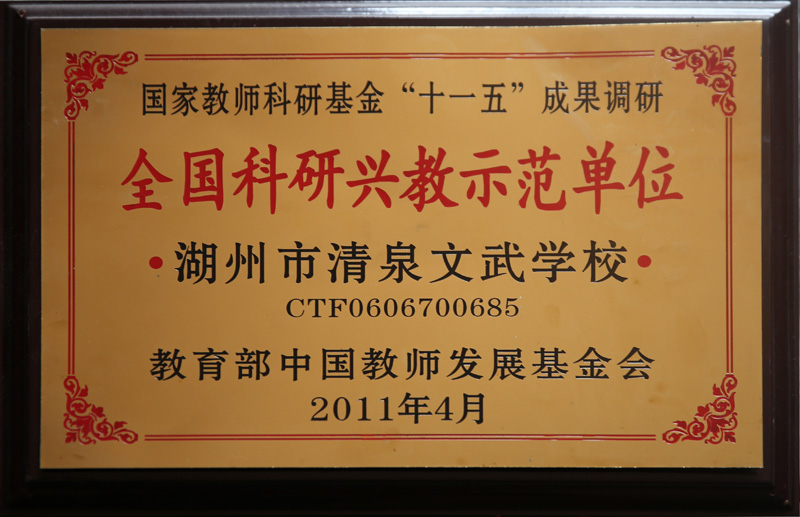 国家教师科研基金“十一五”成果调研
全国科研兴教示范单位
·湖州市清泉文武学校·
CTF0606700685
教育部中国教师发展基金会
2011年4月